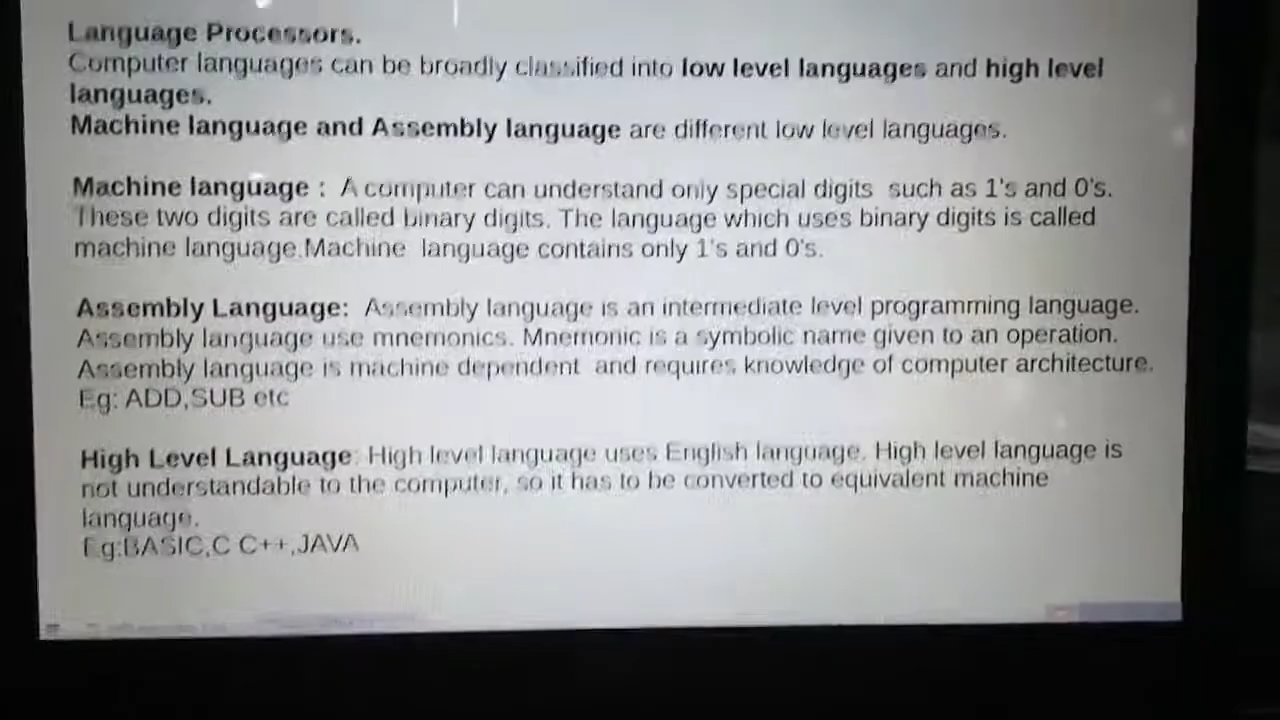 Language Processors.
Computer languages can be broadly classified into low level languages and high level
languages.
Machine language and Assembly language are different low level languages.
Machine language : A computer can understand only special digits such as 1's and 0's.
These two digits are called binary digits. The language which uses binary digits is called
machine language.Machine language contains only 1's and 0's.
Assembly Language: Assembly language is an intermediate level programming language.
Assembly language use mnemonics. Mnemonic is a symbolic name given to an operation.
Assembly language is machine dependent and requires knowledge of computer architecture.
Eg: ADD,SUB etc
High Level Language: High level language uses English language. High level language is
not understandable to the computer, so it has to be converted to equivalent machine
language.
Eg:BASIC,C C++,JAVA